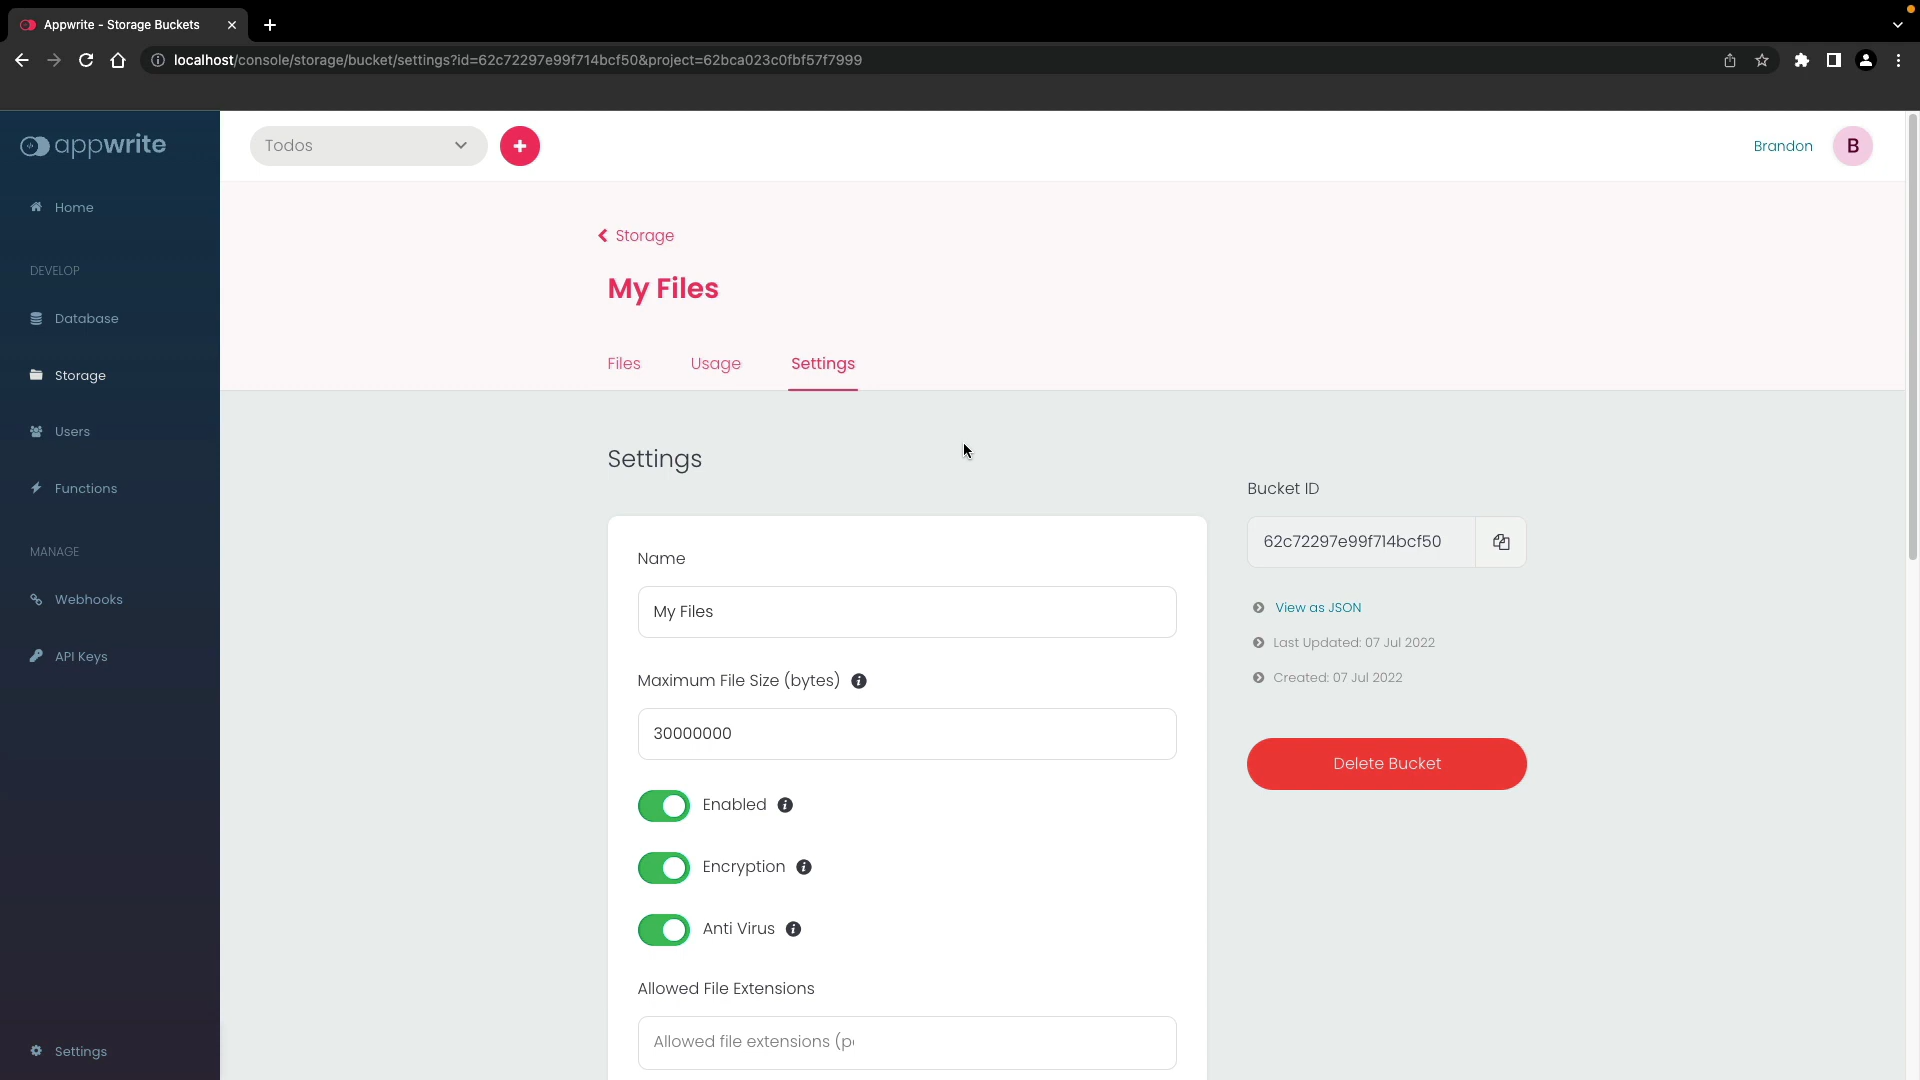 Appwrite - Storage Buckets
localhost/console/storage/bucket/settings?id=62c72297e99f714bcf50&project=62bca023c0fbf57f7999
appwrite
Todos
Brandon
B
Home
DEVELOP
Database
Storage
Users
Functions
MANAGE
Webhooks
API Keys
Settings
Storage
My Files
Files
Usage
Settings
Settings
Name
My Files
Maximum File Size (bytes)
30000000
Enabled
Encryption
Anti Virus
Allowed File Extensions
Allowed file extensions (p
Bucket ID
62c72297e99f714bcf50
View as JSON
Last Updated: 07 Jul 2022
Created: 07 Jul 2022
Delete Bucket